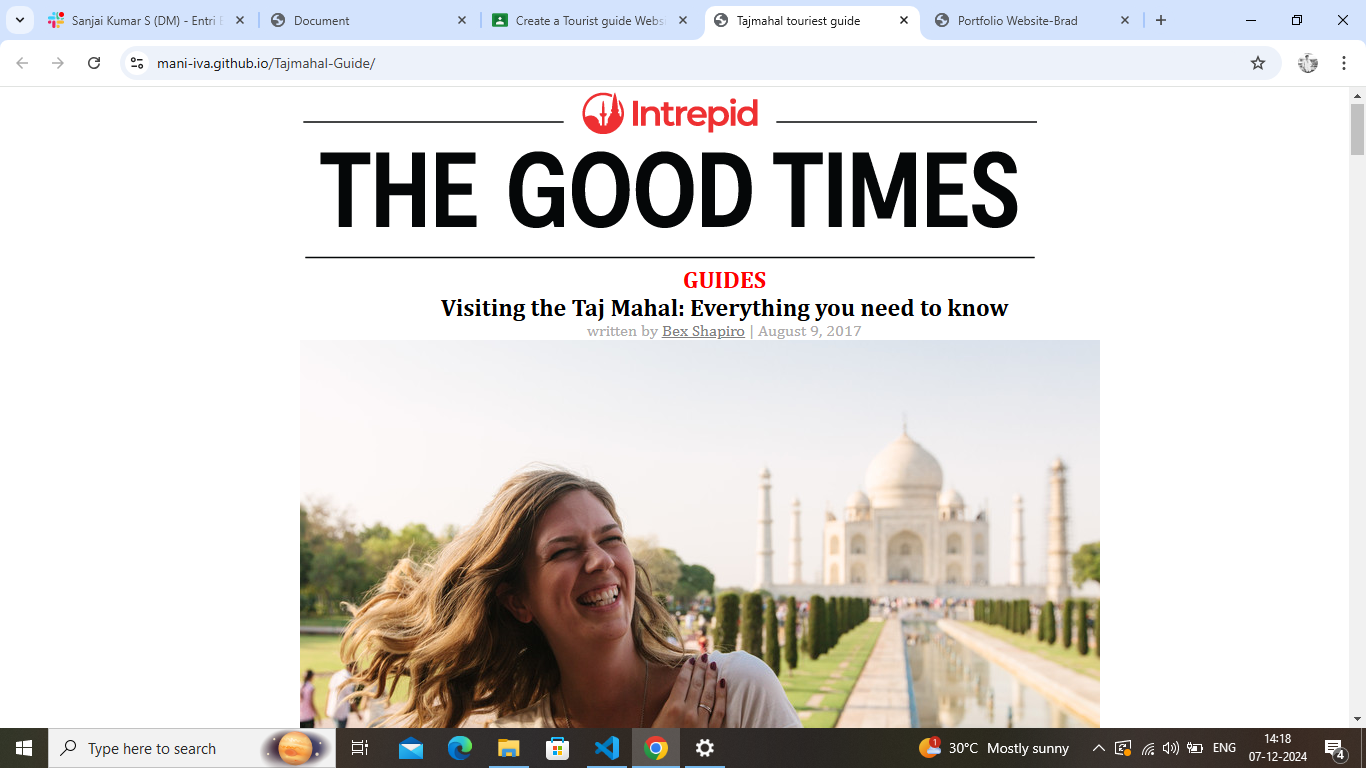 Sanjai Kumar S (DM) - Entri E
Document
Create a Tourist guide Webs
Tajmahal touriest guide
Portfolio Website-Brad
mani-iva.github.io/Tajmahal-Guide/
Intrepid
THE GOOD TIMES
GUIDES
Visiting the Taj Mahal: Everything you need to know
written by Bex Shapiro | August 9, 2017
Type here to search
1
30°C Mostly sunny
ENG
14:18
07-12-2024
4